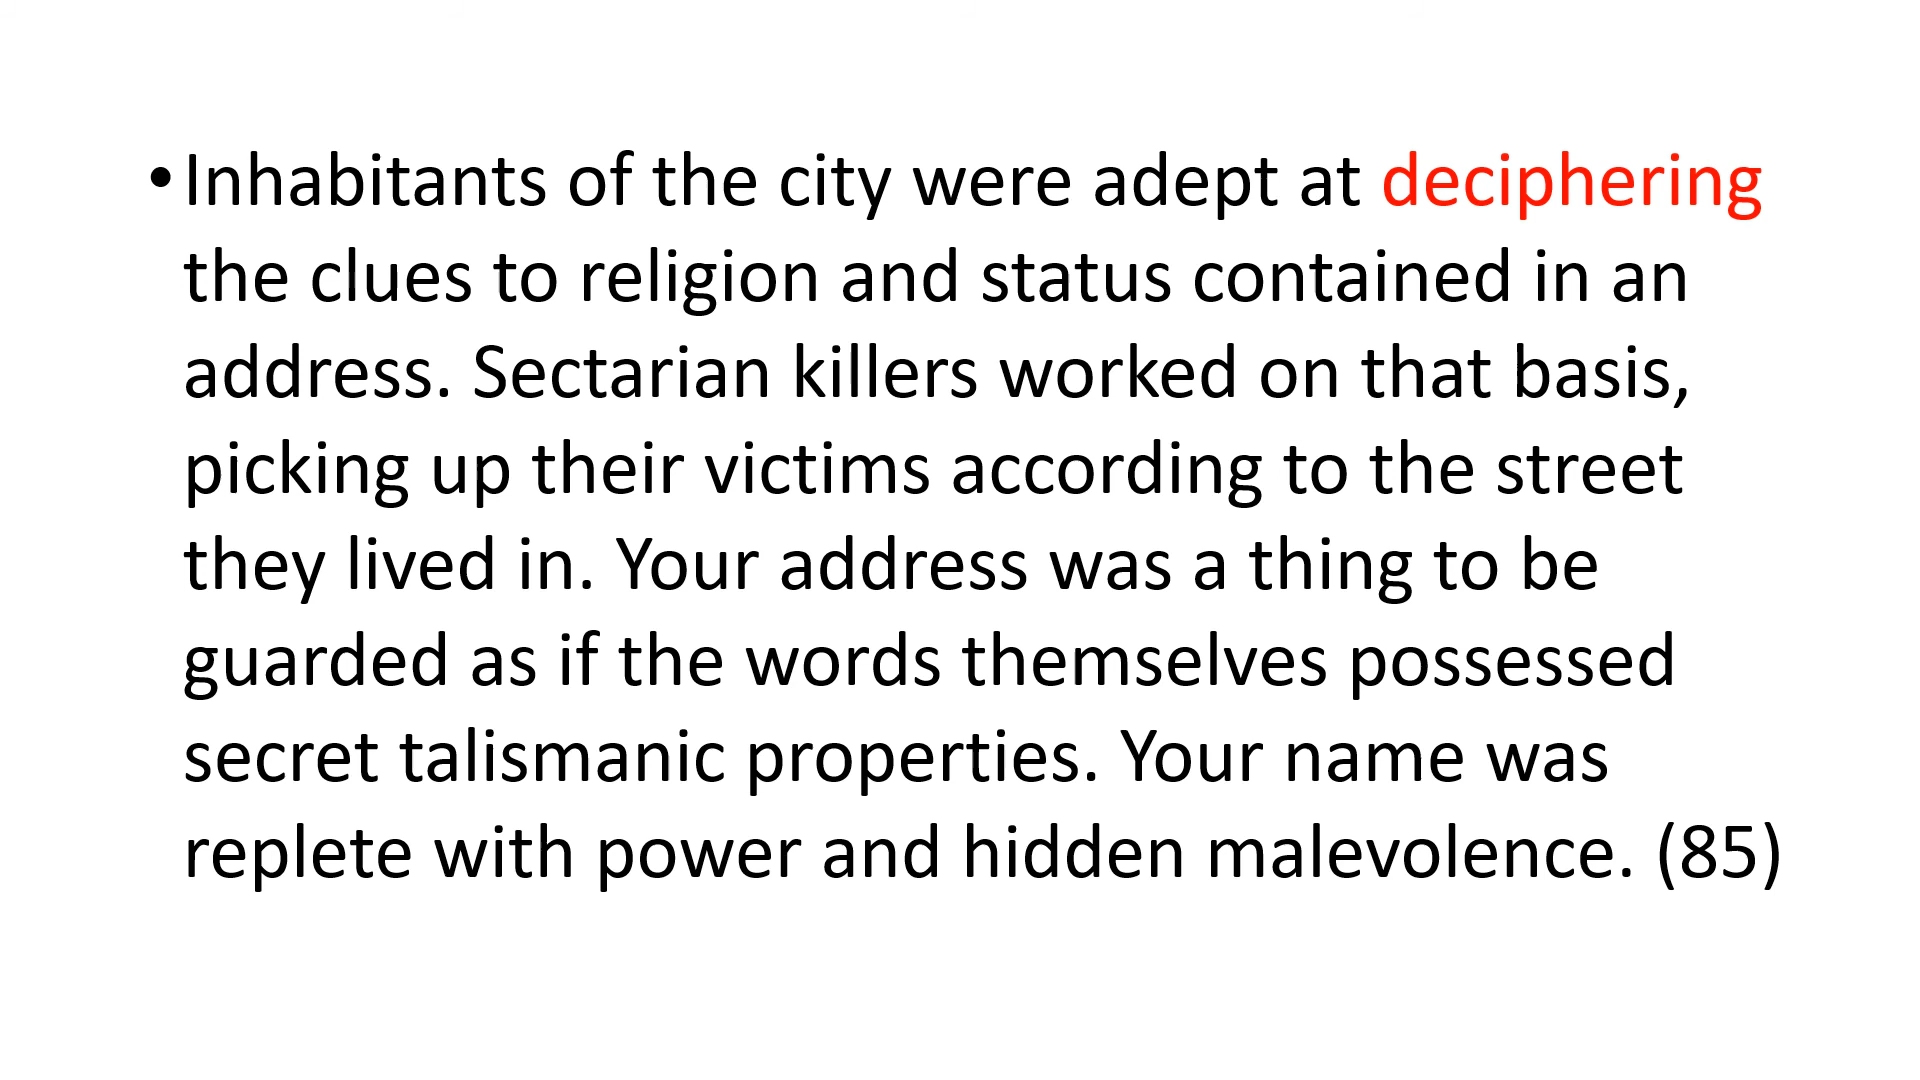 •Inhabitants of the city were adept at deciphering
the clues to religion and status contained in an
address. Sectarian killers worked on that basis,
picking up their victims according to the street
they lived in. Your address was a thing to be
guarded as if the words themselves possessed
secret talismanic properties. Your name was
replete with power and hidden malevolence. (85)